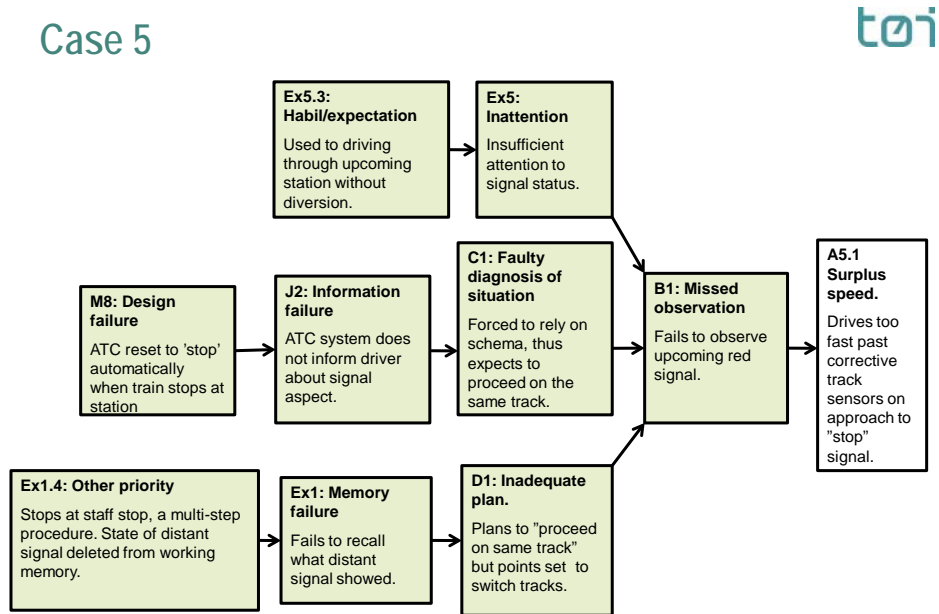 Case 5
tøi
Ex5.3:
Habil/expectation
Used to driving
through upcoming
station without
diversion.
Ex5:
Inattention
Insufficient
attention to
signal status.
M8: Design
failure
ATC reset to ’stop’
automatically
when train stops at
station
J2: Information
failure
ATC system does
not inform driver
about signal
aspect.
C1: Faulty
diagnosis of
situation
Forced to rely on
schema, thus
expects to
proceed on the
same track.
B1: Missed
observation
Fails to observe
upcoming red
signal.
A5.1
Surplus
speed.
Drives too
fast past
corrective
track
sensors on
approach to
”stop”
signal.
Ex1.4: Other priority
Stops at staff stop, a multi-step
procedure. State of distant
signal deleted from working
memory.
Ex1: Memory
failure
Fails to recall
what distant
signal showed.
D1: Inadequate
plan.
Plans to ”proceed
on same track”
but points set to
switch tracks.